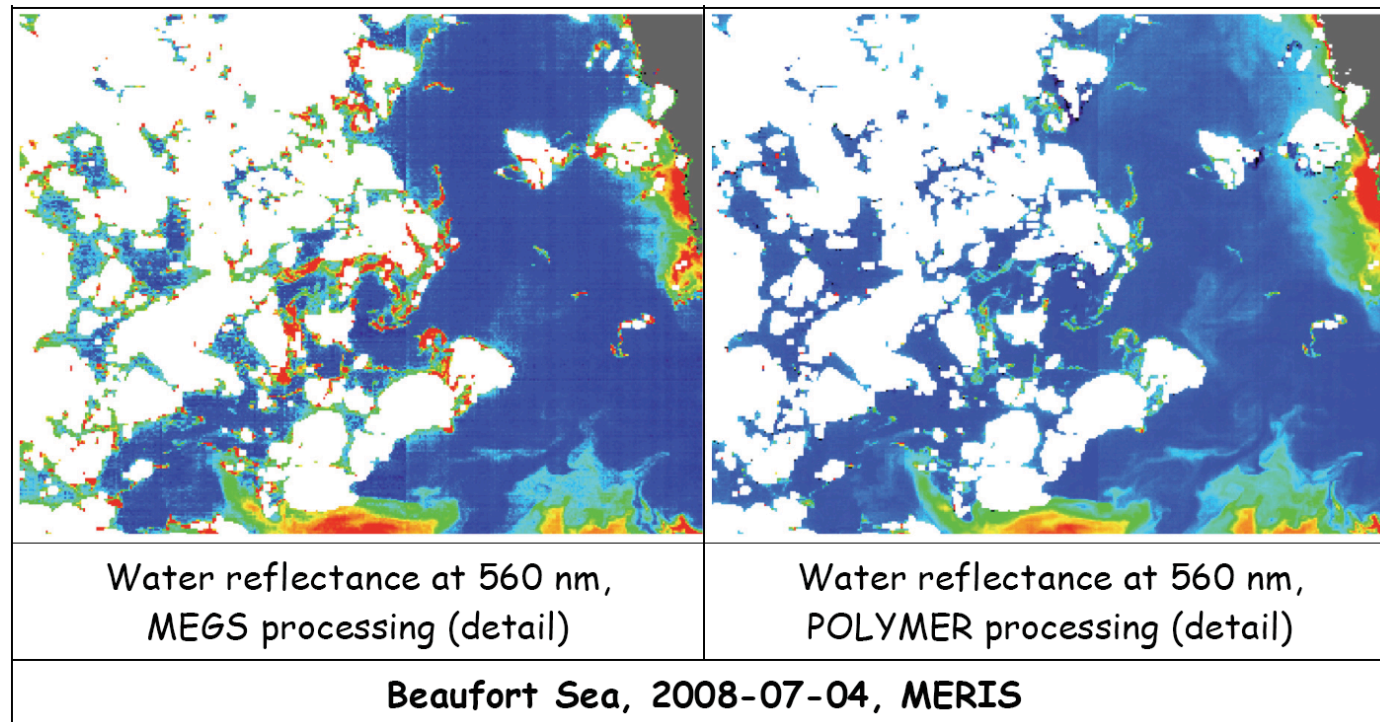 Water reflectance at 560 nm,
MEGS processing (detail)
Water reflectance at 560 nm,
POLYMER processing (detail)
Beaufort Sea, 2008-07-04, MERIS